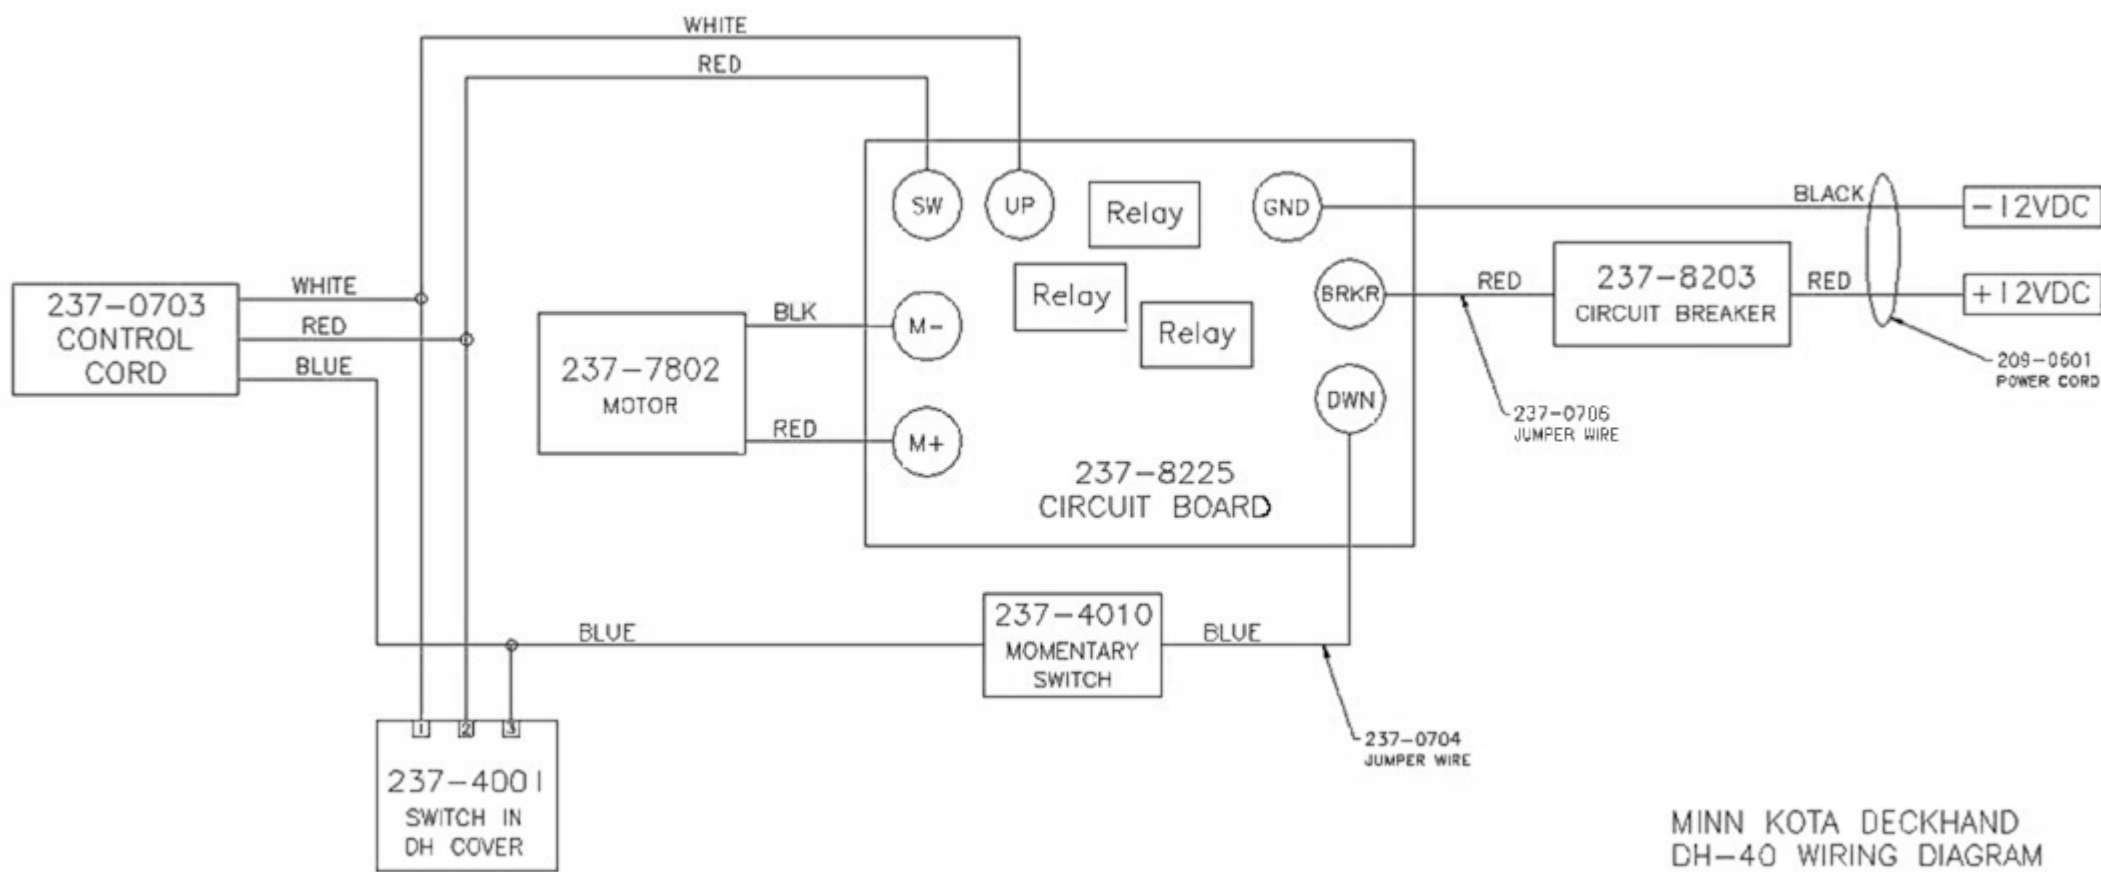 WHITE
RED
SW
UP
Relay
GND
BLACK
-12VDC
237-0703
CONTROL
CORD
WHITE
RED
BLUE
237-7802
MOTOR
BLK
RED
M-
M+
Relay
Relay
BRKR
DWN
237-8225
CIRCUIT BOARD
RED
237-8203
CIRCUIT BREAKER
RED
+12VDC
209-0601
POWER CORD
237-0706
JUMPER WIRE
BLUE
237-4010
MOMENTARY
SWITCH
BLUE
237-0704
JUMPER WIRE
1 2 3
237-4001
SWITCH IN
DH COVER
MINN KOTA DECKHAND
DH-40 WIRING DIAGRAM